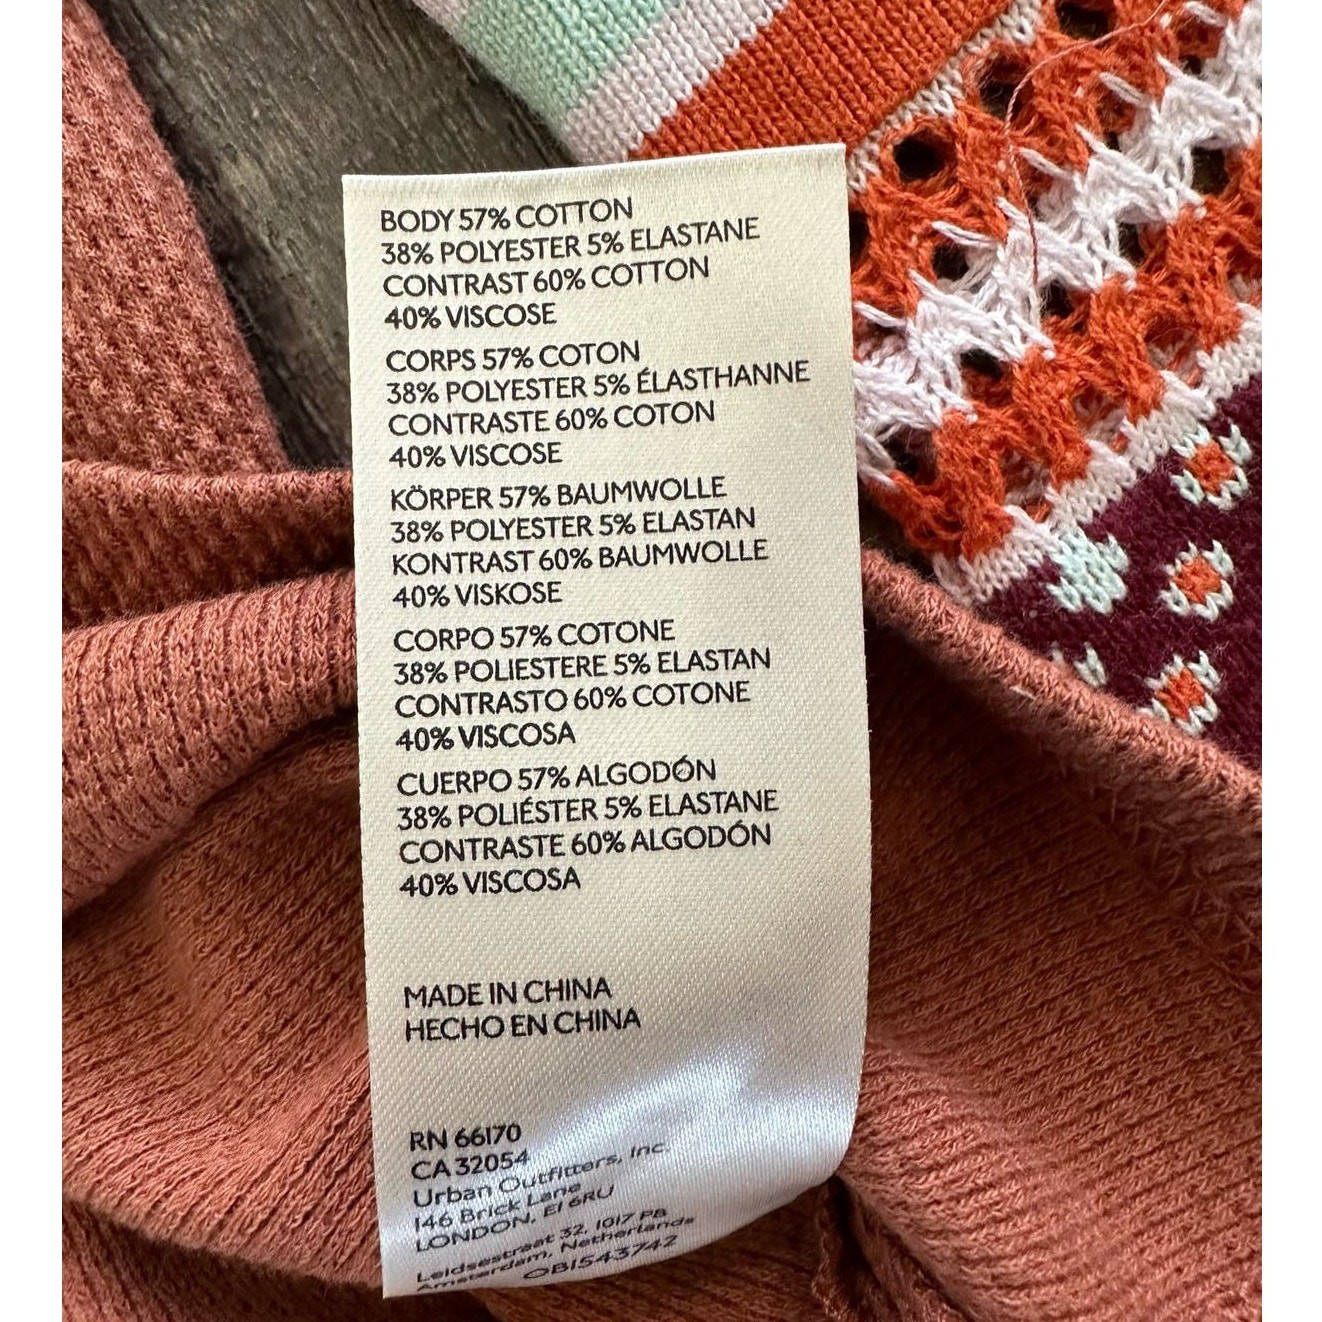 BODY 57% COTTON
38% POLYESTER 5% ELASTANE
CONTRAST 60% COTTON
40% VISCOSE
CORPS 57% COTON
38% POLYESTER 5% ÉLASTHANNE
CONTRASTE 60% COTON
40% VISCOSE
KÖRPER 57% BAUMWOLLE
38% POLYESTER 5% ELASTAN
KONTRAST 60% BAUMWOLLE
40% VISKOSE
CORPO 57% COTONE
38% POLIESTERE 5% ELASTAN
CONTRASTO 60% COTONE
40% VISCOSA
CUERPO 57% ALGODÓN
38% POLIÉSTER 5% ELASTANE
CONTRASTE 60% ALGODÓN
40% VISCOSA
MADE IN CHINA
HECHO EN CHINA
RN 66170
CA 32054
Urban Outfitters, Inc.
146 Brick Lane
LONDON, E1 6RU
Leidsestraat 32, 1017 PB
Amsterdam, Netherlands
OB1543742